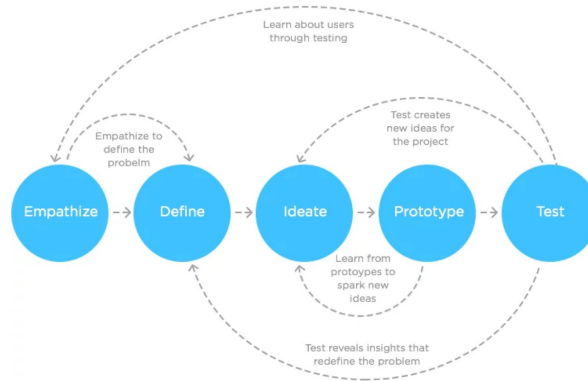 Learn about users
through testing
Test creates
new ideas for
the project
Empathize to
define the
probelm
Empathize
Define
Ideate
Prototype
Test
Learn from
protoypes to
spark new
ideas
Test reveals insights that
redefine the problem